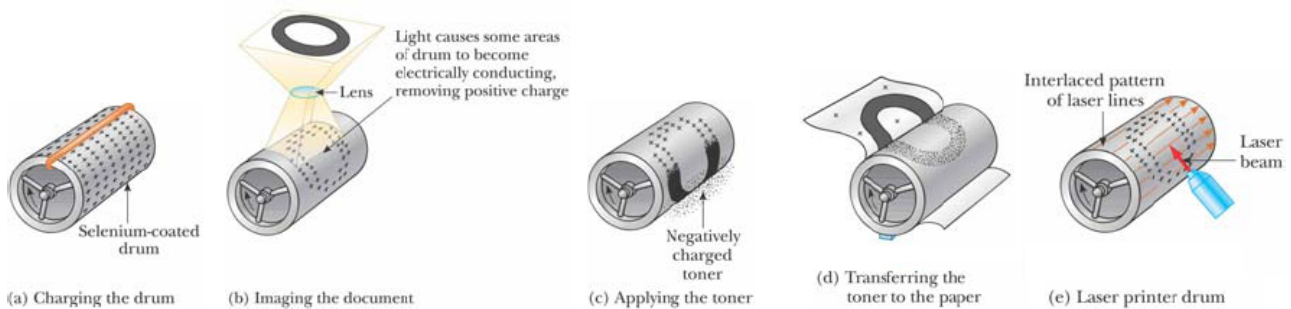 Selenium-coated
drum
(a) Charging the drum
Light causes some areas
of drum to become
electrically conducting,
removing positive charge
Lens
(b) Imaging the document
Negatively
charged
toner
(c) Applying the toner
(d) Transferring the
toner to the paper
Interlaced pattern
of laser lines
Laser
beam
(e) Laser printer drum